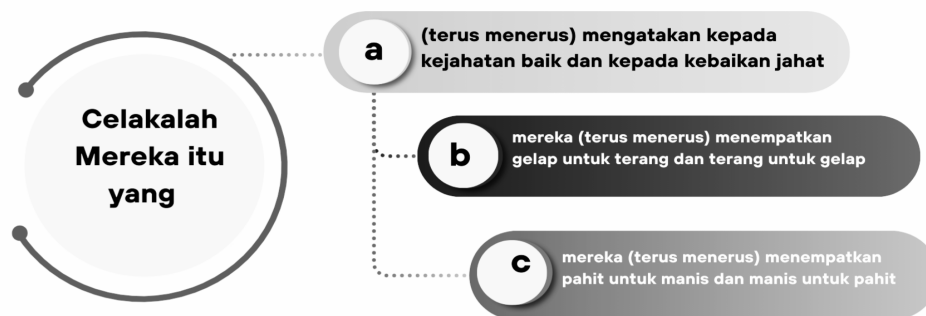 Celakalah
Mereka itu
yang
a
(terus menerus) mengatakan kepada
kejahatan baik dan kepada kebaikan jahat
b
mereka (terus menerus) menempatkan
gelap untuk terang dan terang untuk gelap
c
mereka (terus menerus) menempatkan
pahit untuk manis dan manis untuk pahit